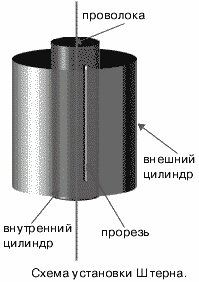 проволока
внешний
цилиндр
внутренний
цилиндр
прорезь
Схема установки Штерна.